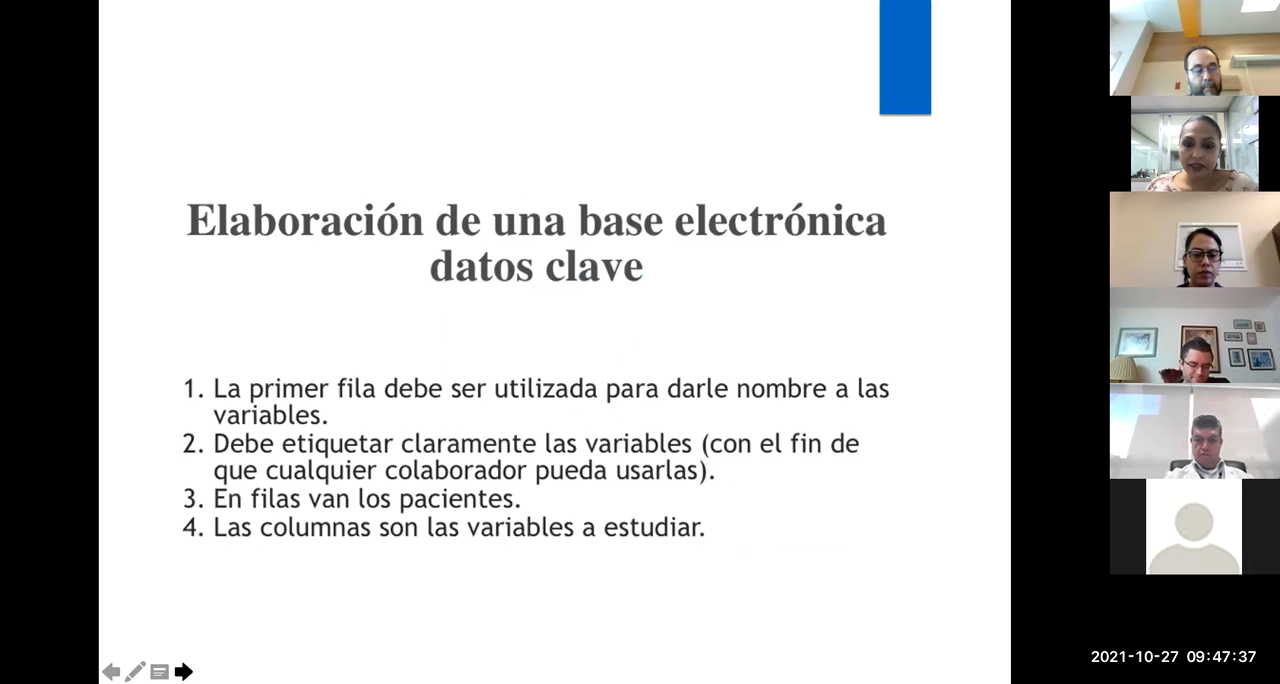 Elaboración de una base electrónica
datos clave
1. La primer fila debe ser utilizada para darle nombre a las
variables.
2. Debe etiquetar claramente las variables (con el fin de
que cualquier colaborador pueda usarlas).
3. En filas van los pacientes.
4. Las columnas son las variables a estudiar.
2021-10-27 09:47:37